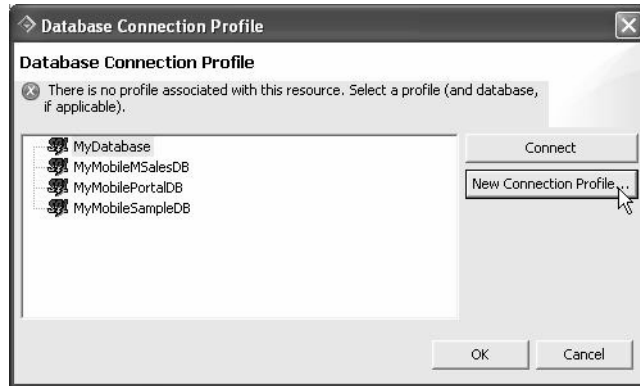 Database Connection Profile
Database Connection Profile
There is no profile associated with this resource. Select a profile (and database,
if applicable).
MyDatabase
Connect
MyMobileMSalesDB
New Connection Profile...
MyMobilePortalDB
MyMobileSampleDB
OK
Cancel